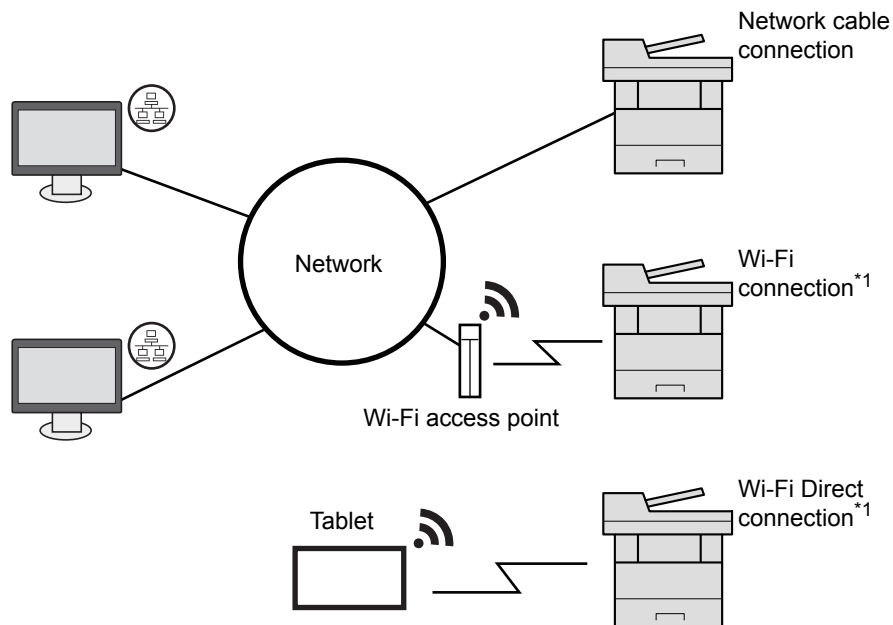 Network cable
connection
Network
Wi-Fi
connection*1
Wi-Fi access point
Wi-Fi Direct
connection*1
Tablet